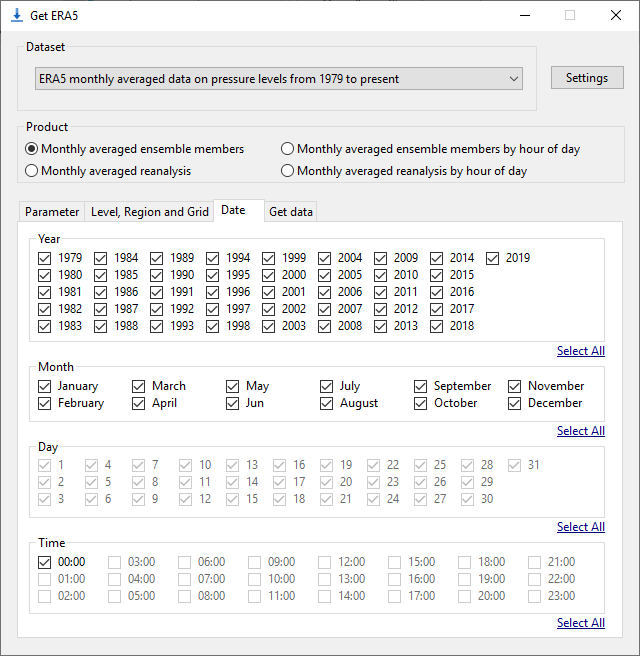 Get ERA5
Dataset
ERA5 monthly averaged data on pressure levels from 1979 to present
Settings
Product
Monthly averaged ensemble members Monthly averaged ensemble members by hour of day
Monthly averaged reanalysis Monthly averaged reanalysis by hour of day
Parameter Level, Region and Grid Date Get data
Year
1979 1984 1989 1994 1999 2004 2009 2014 2019
1980 1985 1990 1995 2000 2005 2010 2015
1981 1986 1991 1996 2001 2006 2011 2016
1982 1987 1992 1997 2002 2007 2012 2017
1983 1988 1993 1998 2003 2008 2013 2018
Select All
Month
January March May July September November
February April Jun August October December
Select All
Day
1 4 7 10 13 16 19 22 25 28 31
2 5 8 11 14 17 20 23 26 29
3 6 9 12 15 18 21 24 27 30
Select All
Time
00:00 03:00 06:00 09:00 12:00 15:00 18:00 21:00
01:00 04:00 07:00 10:00 13:00 16:00 19:00 22:00
02:00 05:00 08:00 11:00 14:00 17:00 20:00 23:00
Select All